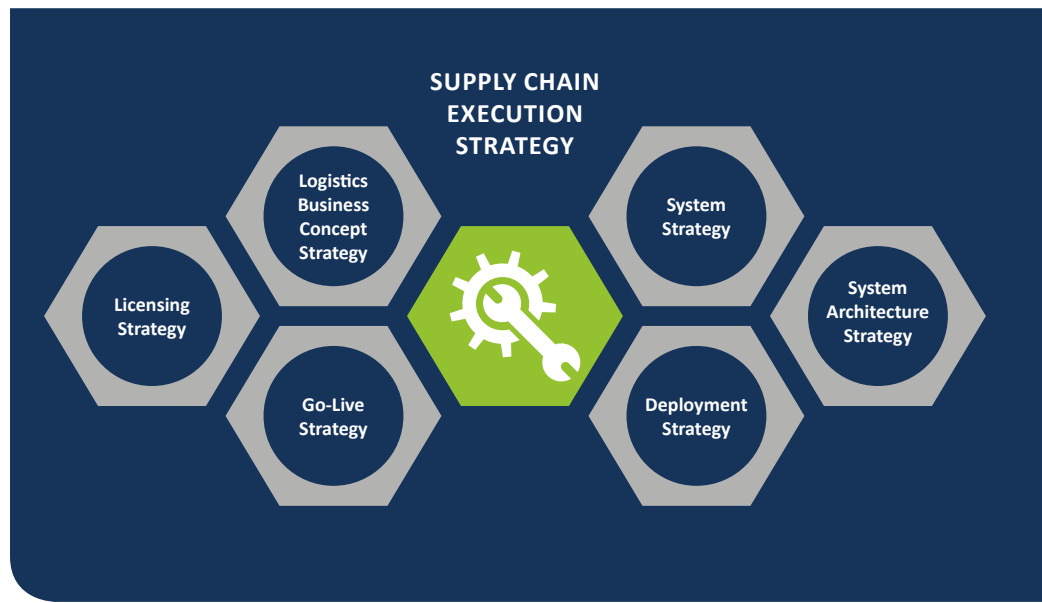 SUPPLY CHAIN
EXECUTION
STRATEGY
Logistics
Business
Concept
Strategy
System
Strategy
Licensing
Strategy
System
Architecture
Strategy
Go-Live
Strategy
Deployment
Strategy